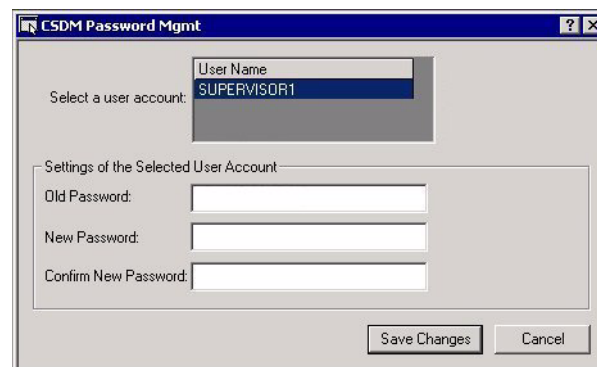 CSDM Password Mgmt
Select a user account:
User Name
SUPERVISOR1
Settings of the Selected User Account
Old Password:
New Password:
Confirm New Password:
Save Changes
Cancel